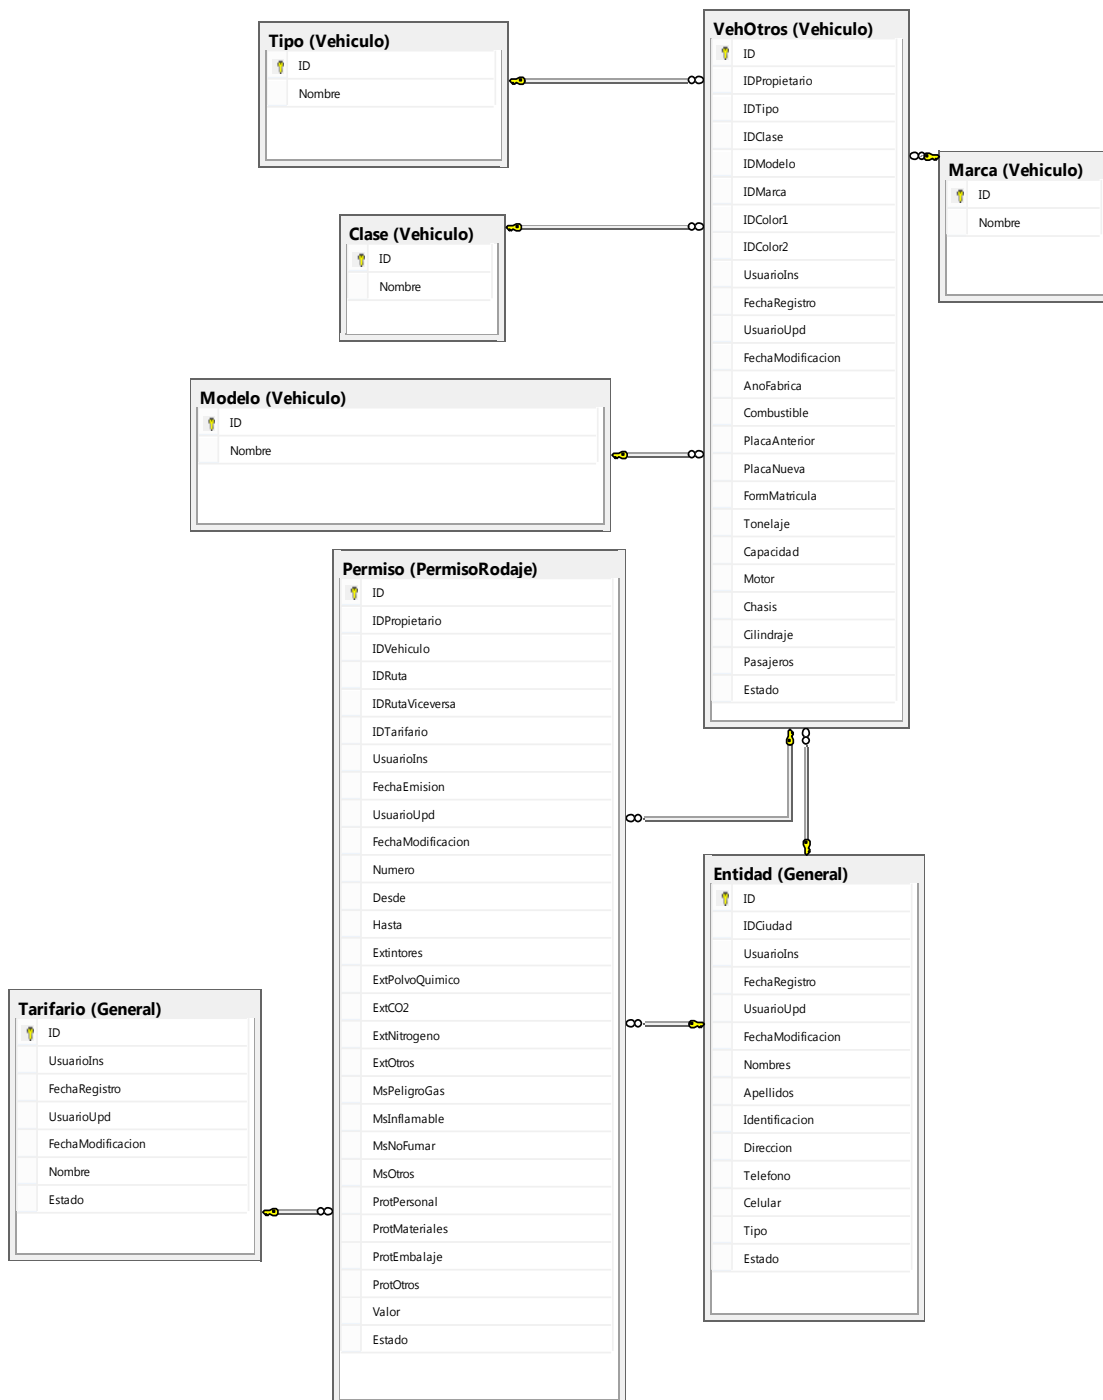 Tipo (Vehiculo)
ID
Nombre
Clase (Vehiculo)
ID
Nombre
Modelo (Vehiculo)
ID
Nombre
VehOtros (Vehiculo)
ID
IDPropietario
IDTipo
IDClase
IDModelo
IDMarca
IDColor1
IDColor2
UsuarioIns
FechaRegistro
UsuarioUpd
FechaModificacion
AnoFabrica
Combustible
PlacaAnterior
PlacaNueva
FormMatricula
Tonelaje
Capacidad
Motor
Chasis
Cilindraje
Pasajeros
Estado
Marca (Vehiculo)
ID
Nombre
Permiso (PermisoRodaje)
ID
IDPropietario
IDVehiculo
IDRuta
IDRutaViceversa
IDTarifario
UsuarioIns
FechaEmision
UsuarioUpd
FechaModificacion
Numero
Desde
Hasta
Extintores
ExtPolvoQuimico
ExtCO2
ExtNitrogeno
ExtOtros
MsPeligroGas
MsInflamable
MsNoFumar
MsOtros
ProtPersonal
ProtMateriales
ProtEmbalaje
ProtOtros
Valor
Estado
Entidad (General)
ID
IDCiudad
UsuarioIns
FechaRegistro
UsuarioUpd
FechaModificacion
Nombres
Apellidos
Identificacion
Direccion
Telefono
Celular
Tipo
Estado
Tarifario (General)
ID
UsuarioIns
FechaRegistro
UsuarioUpd
FechaModificacion
Nombre
Estado